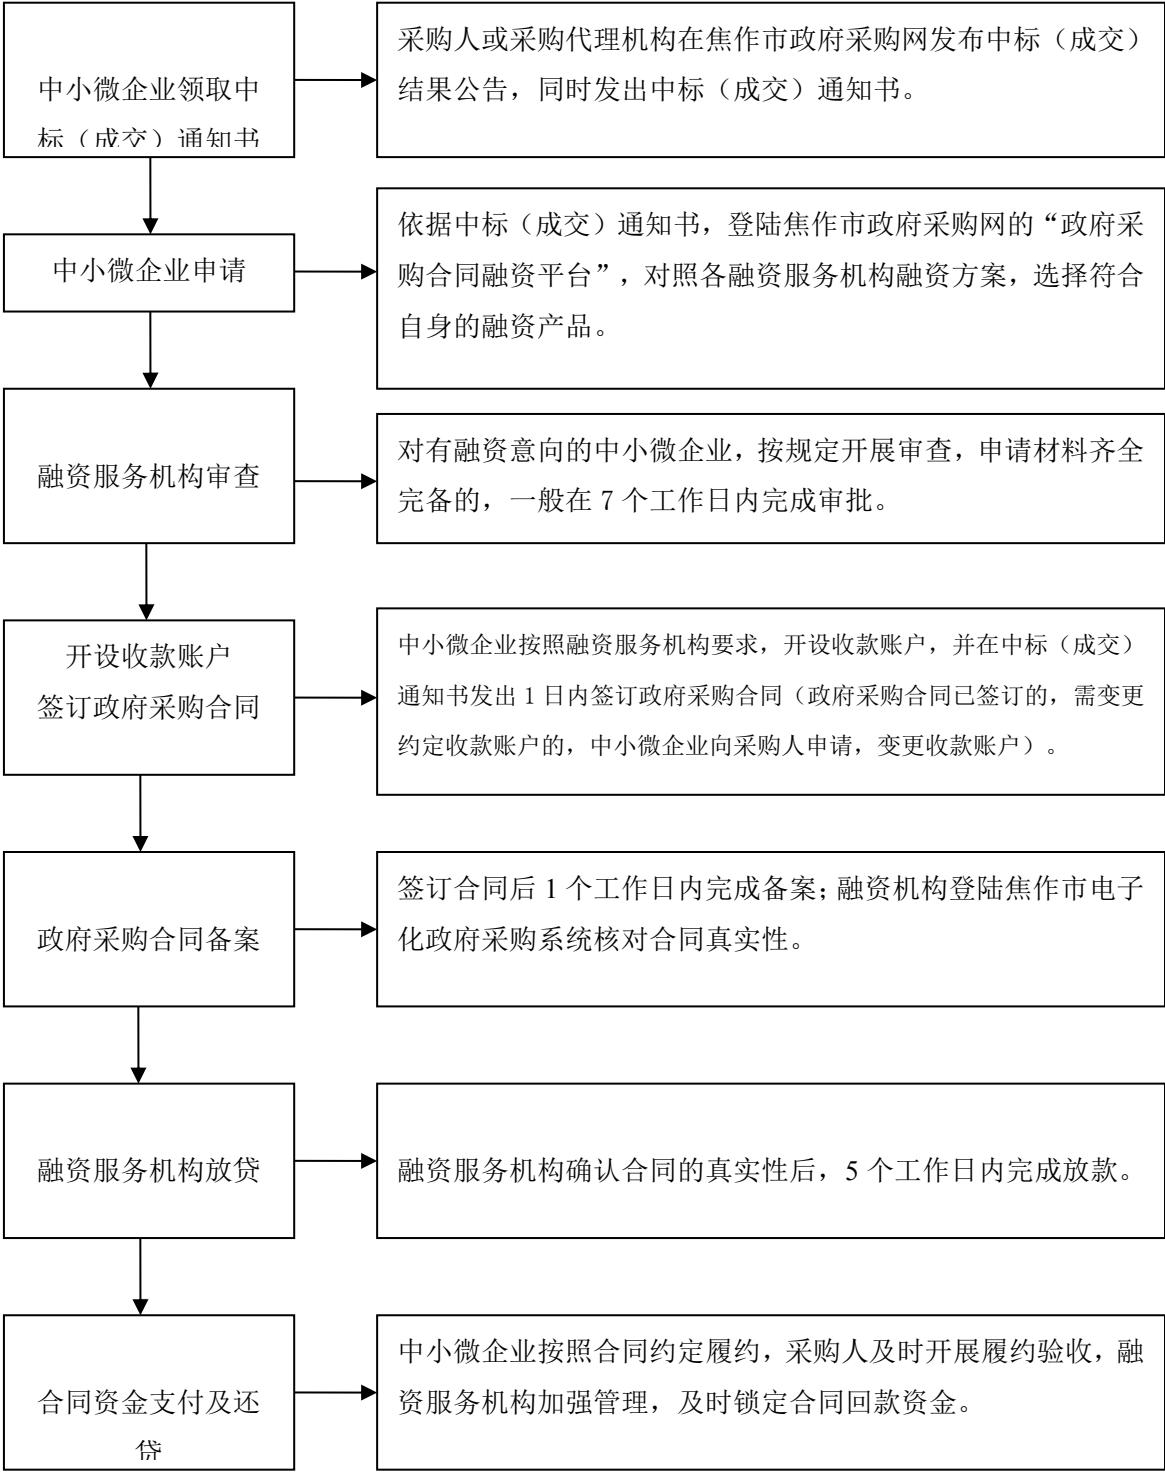 中小微企业领取中
标（成交）通知书
采购人或采购代理机构在焦作市政府采购网发布中标（成交）
结果公告，同时发出中标（成交）通知书。
中小微企业申请
依据中标（成交）通知书，登陆焦作市政府采购网的“政府采
购合同融资平台”，对照各融资服务机构融资方案，选择符合
自身的融资产品。
融资服务机构审查
对有融资意向的中小微企业，按规定开展审查，申请材料齐全
完备的，一般在 7 个工作日内完成审批。
开设收款账户
签订政府采购合同
中小微企业按照融资服务机构要求，开设收款账户，并在中标（成交）
通知书发出 1 日内签订政府采购合同（政府采购合同已签订的，需变更
约定收款账户的，中小微企业向采购人申请，变更收款账户）。
政府采购合同备案
签订合同后 1 个工作日内完成备案；融资机构登陆焦作市电子
化政府采购系统核对合同真实性。
融资服务机构放贷
融资服务机构确认合同的真实性后，5 个工作日内完成放款。
合同资金支付及还
贷
中小微企业按照合同约定履约，采购人及时开展履约验收，融
资服务机构加强管理，及时锁定合同回款资金。